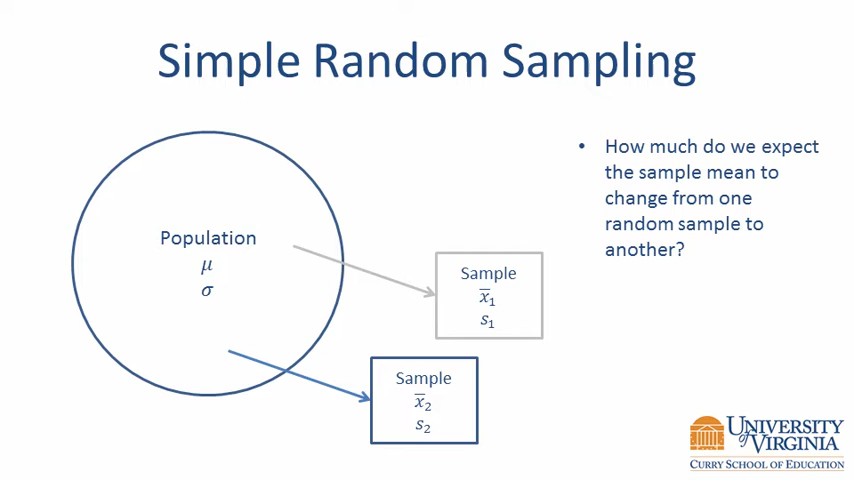 Simple Random Sampling
• How much do we expect
the sample mean to
change from one
random sample to
another?
Population
μ
σ
Sample
x̅₁
s₁
Sample
x̅₂
s₂
UNIVERSITY
of VIRGINIA
CURRY SCHOOL OF EDUCATION